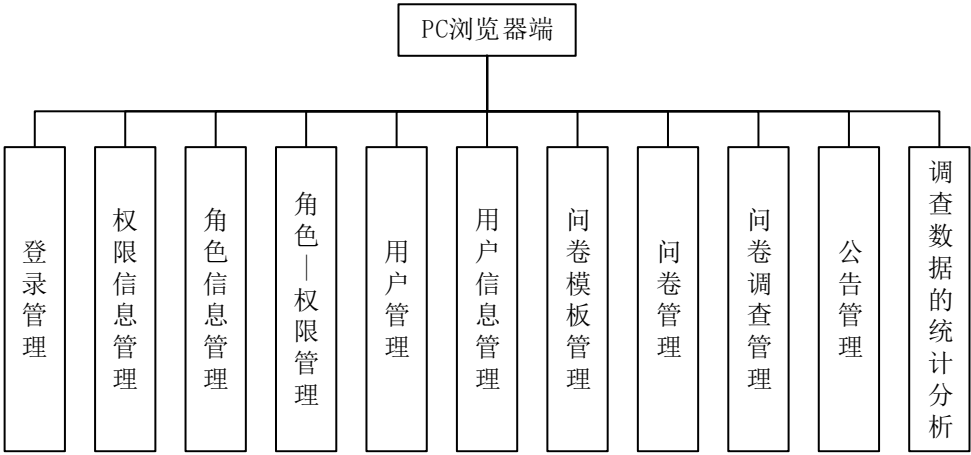 PC浏览器端
登录管理
权限信息管理
角色信息管理
角色—权限管理
用户管理
用户信息管理
问卷模板管理
问卷管理
问卷调查管理
公告管理
调查数据的统计分析